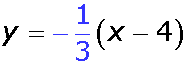 y = -1/3(x - 4)